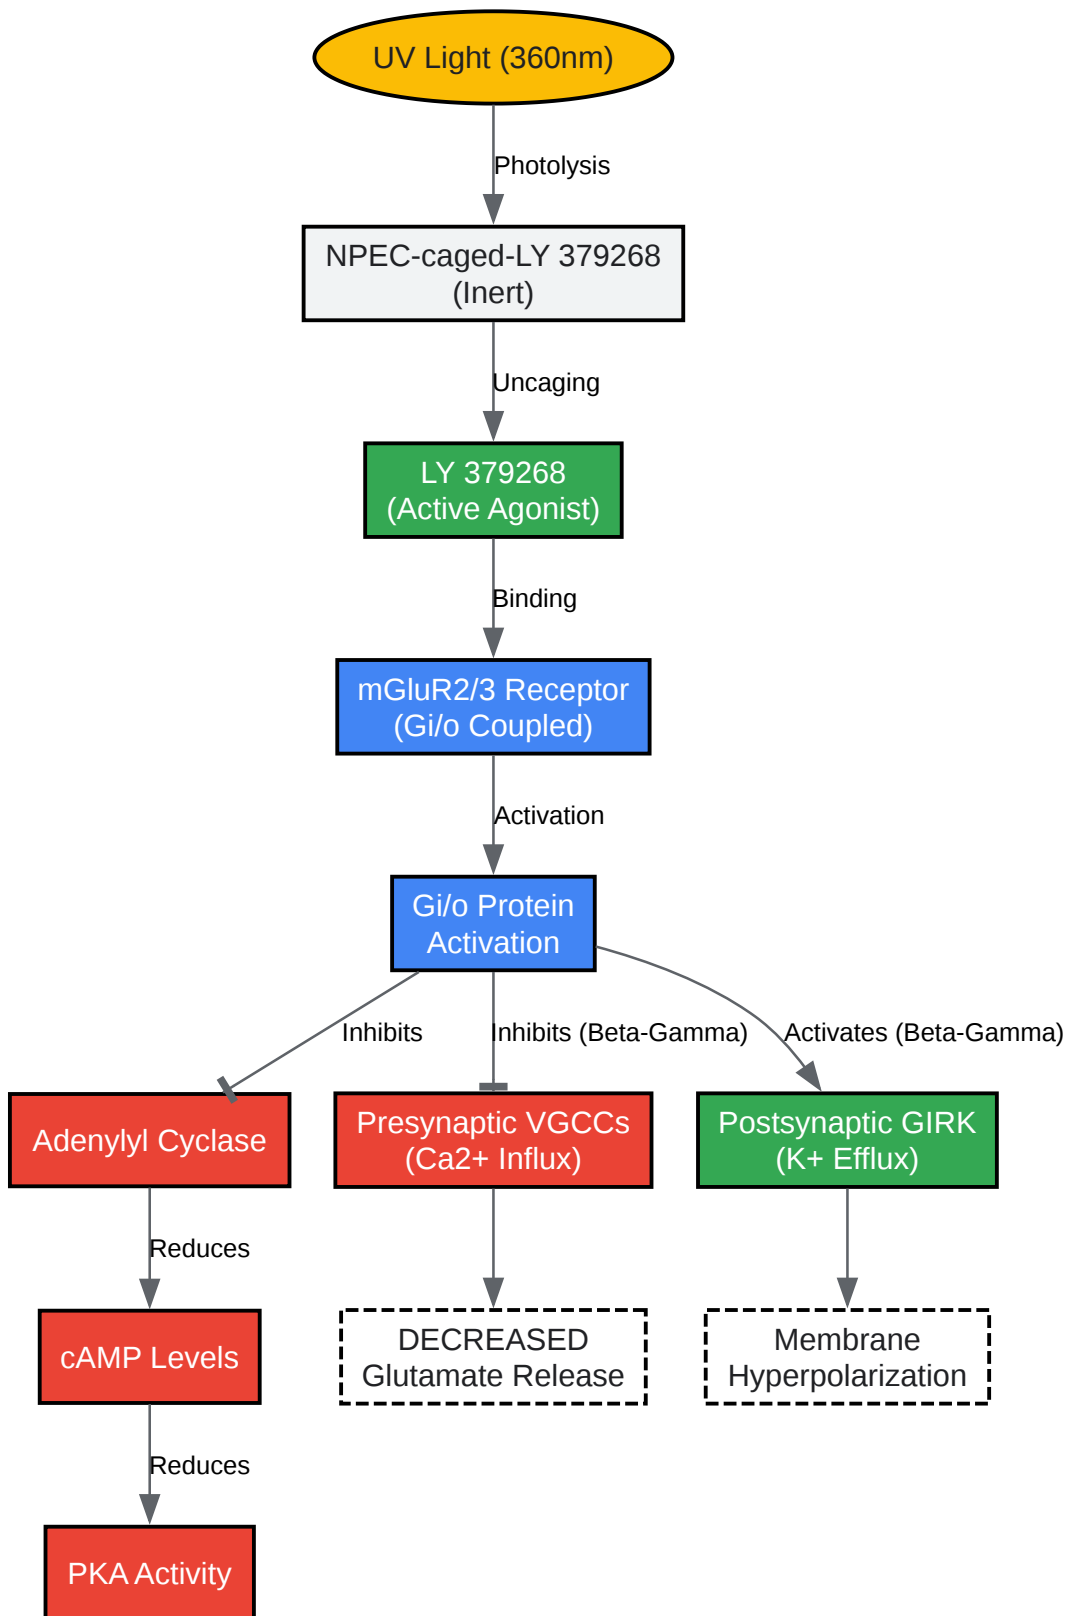 UV Light (360nm)
Photolysis
NPEC-caged-LY 379268
(Inert)
Uncaging
LY 379268
(Active Agonist)
Binding
mGluR2/3 Receptor
(Gi/o Coupled)
Activation
Gi/o Protein
Activation
Inhibits
Inhibits (Beta-Gamma)
Activates (Beta-Gamma)
Adenylyl Cyclase
Presynaptic VGCCs
(Ca2+ Influx)
Postsynaptic GIRK
(K+ Efflux)
Reduces
cAMP Levels
DECREASED
Glutamate Release
Membrane
Hyperpolarization
Reduces
PKA Activity